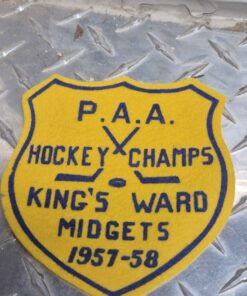 P.A.A.
HOCKEY CHAMPS
KING'S WARD
MIDGETS
1957-58